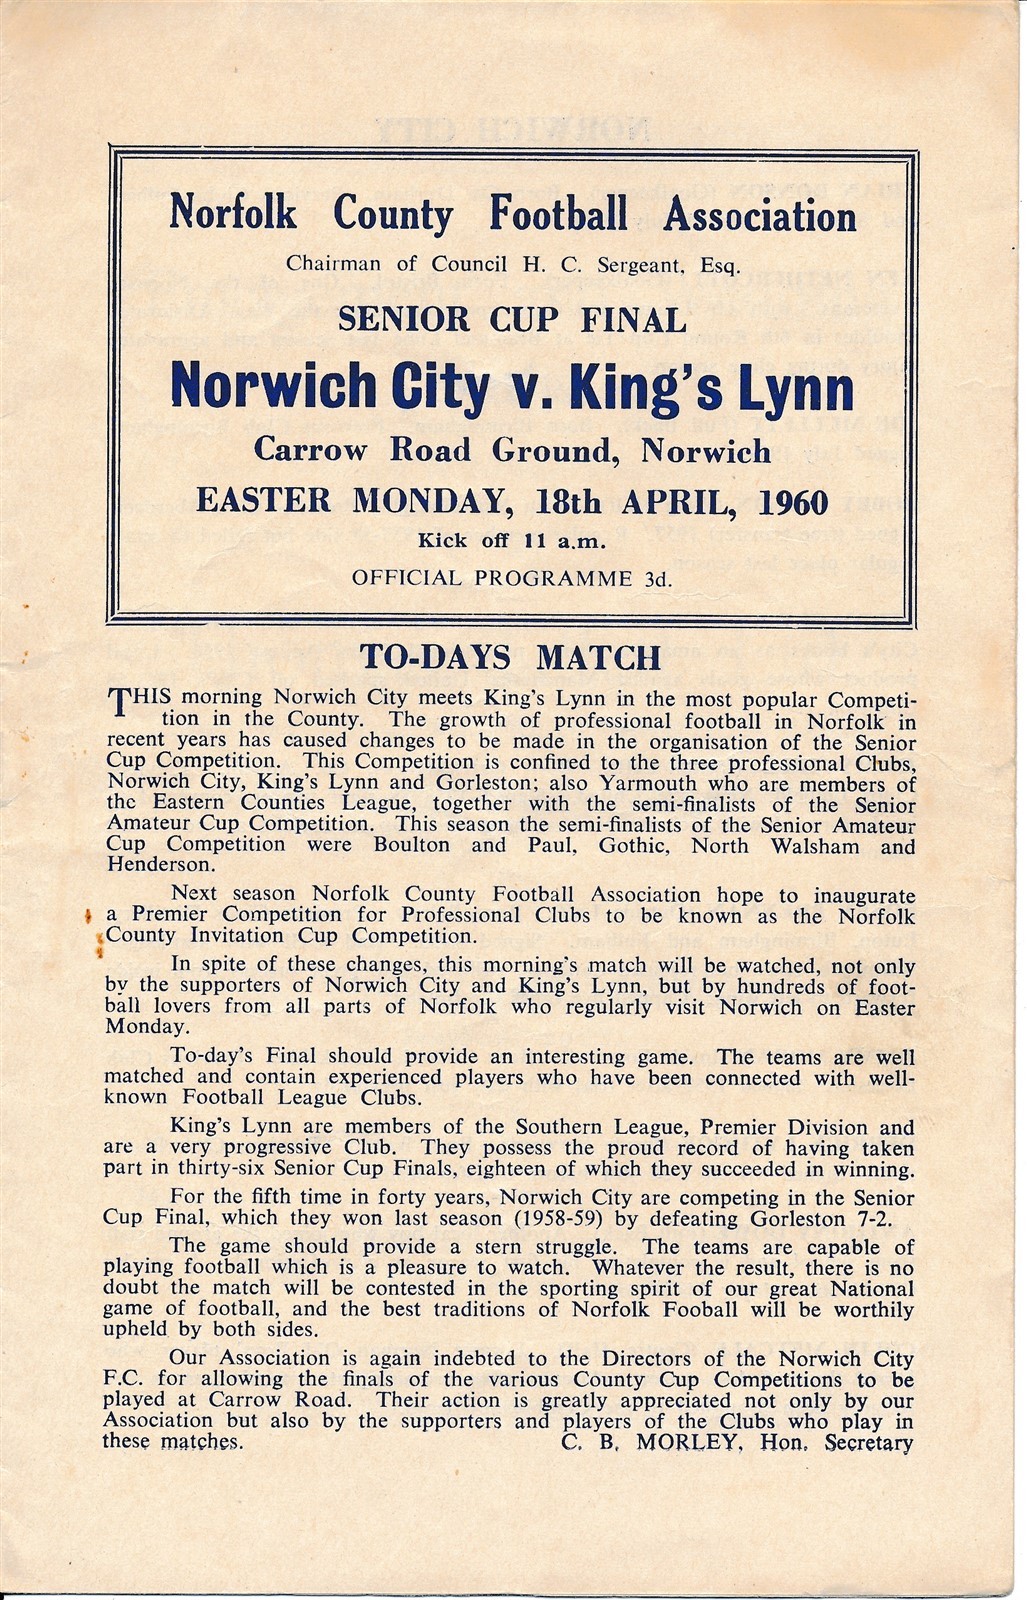 Norfolk County Football Association
Chairman of Council H. C. Sergeant, Esq.
SENIOR CUP FINAL
Norwich City v. King's Lynn
Carrow Road Ground, Norwich
EASTER MONDAY, 18th APRIL, 1960
Kick off 11 a.m.
OFFICIAL PROGRAMME 3d.
TO-DAYS MATCH
THIS morning Norwich City meets King's Lynn in the most popular Competi-
tion in the County. The growth of professional football in Norfolk in
recent years has caused changes to be made in the organisation of the Senior
Cup Competition. This Competition is confined to the three professional Clubs,
Norwich City, King's Lynn and Gorleston; also Yarmouth who are members of
the Eastern Counties League, together with the semi-finalists of the Senior
Amateur Cup Competition. This season the semi-finalists of the Senior Amateur
Cup Competition were Boulton and Paul, Gothic, North Walsham and
Henderson.
Next season Norfolk County Football Association hope to inaugurate
a Premier Competition for Professional Clubs to be known as the Norfolk
County Invitation Cup Competition.
In spite of these changes, this morning's match will be watched, not only
by the supporters of Norwich City and King's Lynn, but by hundreds of foot-
ball lovers from all parts of Norfolk who regularly visit Norwich on Easter
Monday.
To-day's Final should provide an interesting game. The teams are well
matched and contain experienced players who have been connected with well-
known Football League Clubs.
King's Lynn are members of the Southern League, Premier Division and
are a very progressive Club. They possess the proud record of having taken
part in thirty-six Senior Cup Finals, eighteen of which they succeeded in winning.
For the fifth time in forty years, Norwich City are competing in the Senior
Cup Final, which they won last season (1958-59) by defeating Gorleston 7-2.
The game should provide a stern struggle. The teams are capable of
playing football which is a pleasure to watch. Whatever the result, there is no
doubt the match will be contested in the sporting spirit of our great National
game of football, and the best traditions of Norfolk Fooball will be worthily
upheld by both sides.
Our Association is again indebted to the Directors of the Norwich City
F.C. for allowing the finals of the various County Cup Competitions to be
played at Carrow Road. Their action is greatly appreciated not only by our
Association but also by the supporters and players of the Clubs who play in
these matches. C. B. MORLEY, Hon. Secretary